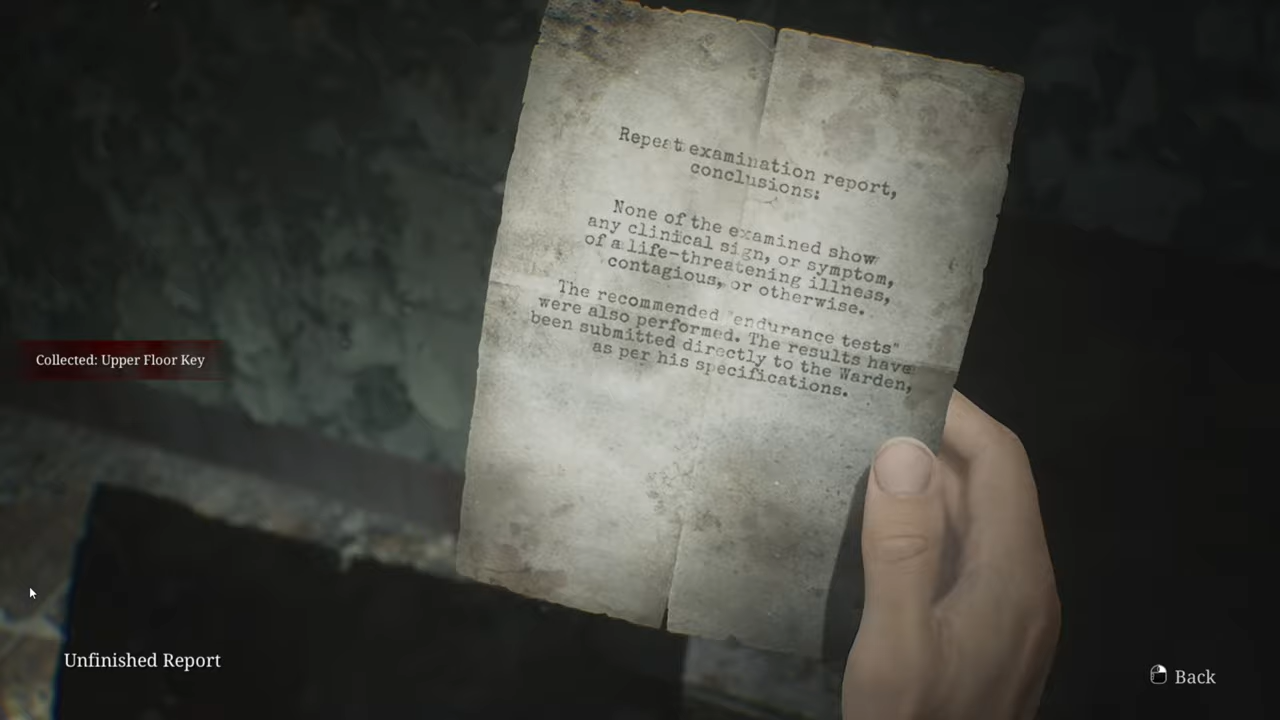 Repeat examination report,
conclusions:
None of the examined show
any clinical sign, or symptom,
of a life-threatening illness,
contagious, or otherwise.
The recommended "endurance tests"
were also performed. The results have
been submitted directly to the Warden,
as per his specifications.
Collected: Upper Floor Key
Unfinished Report
Back